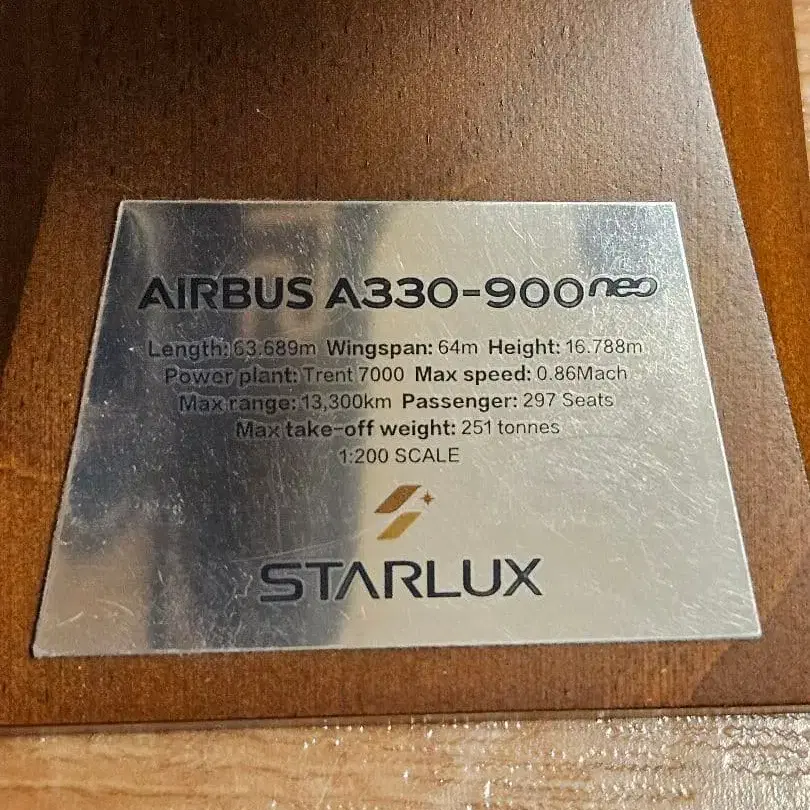 AIRBUS A330-900neo
Length: 63.689m Wingspan: 64m Height: 16.788m
Power plant: Trent 7000 Max speed: 0.86Mach
Max range: 13,300km Passenger: 297 Seats
Max take-off weight: 251 tonnes
1:200 SCALE
STARLUX